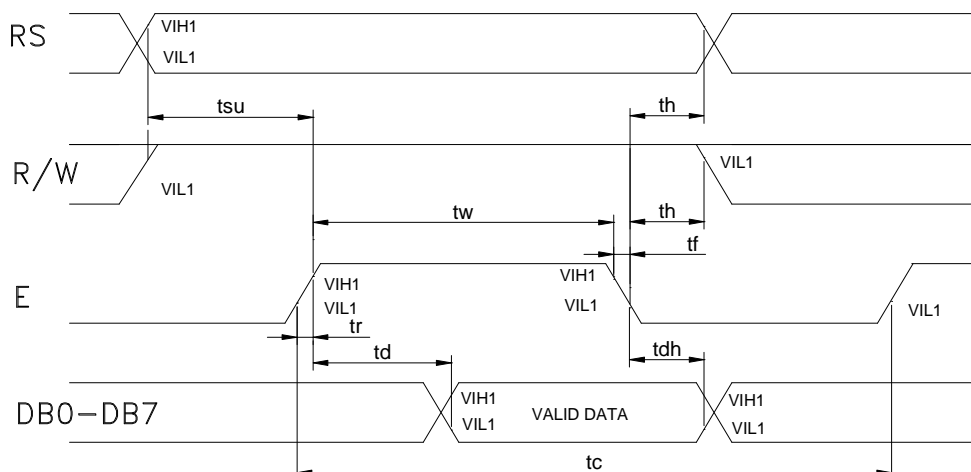 RS
VIH1
VIL1
tsu
th
R/W
VIL1
VIL1
tw
th
tf
E
VIH1
VIL1
VIH1
VIL1
VIL1
tr
td
tdh
DB0-DB7
VIH1
VIL1
VALID DATA
VIH1
VIL1
tc